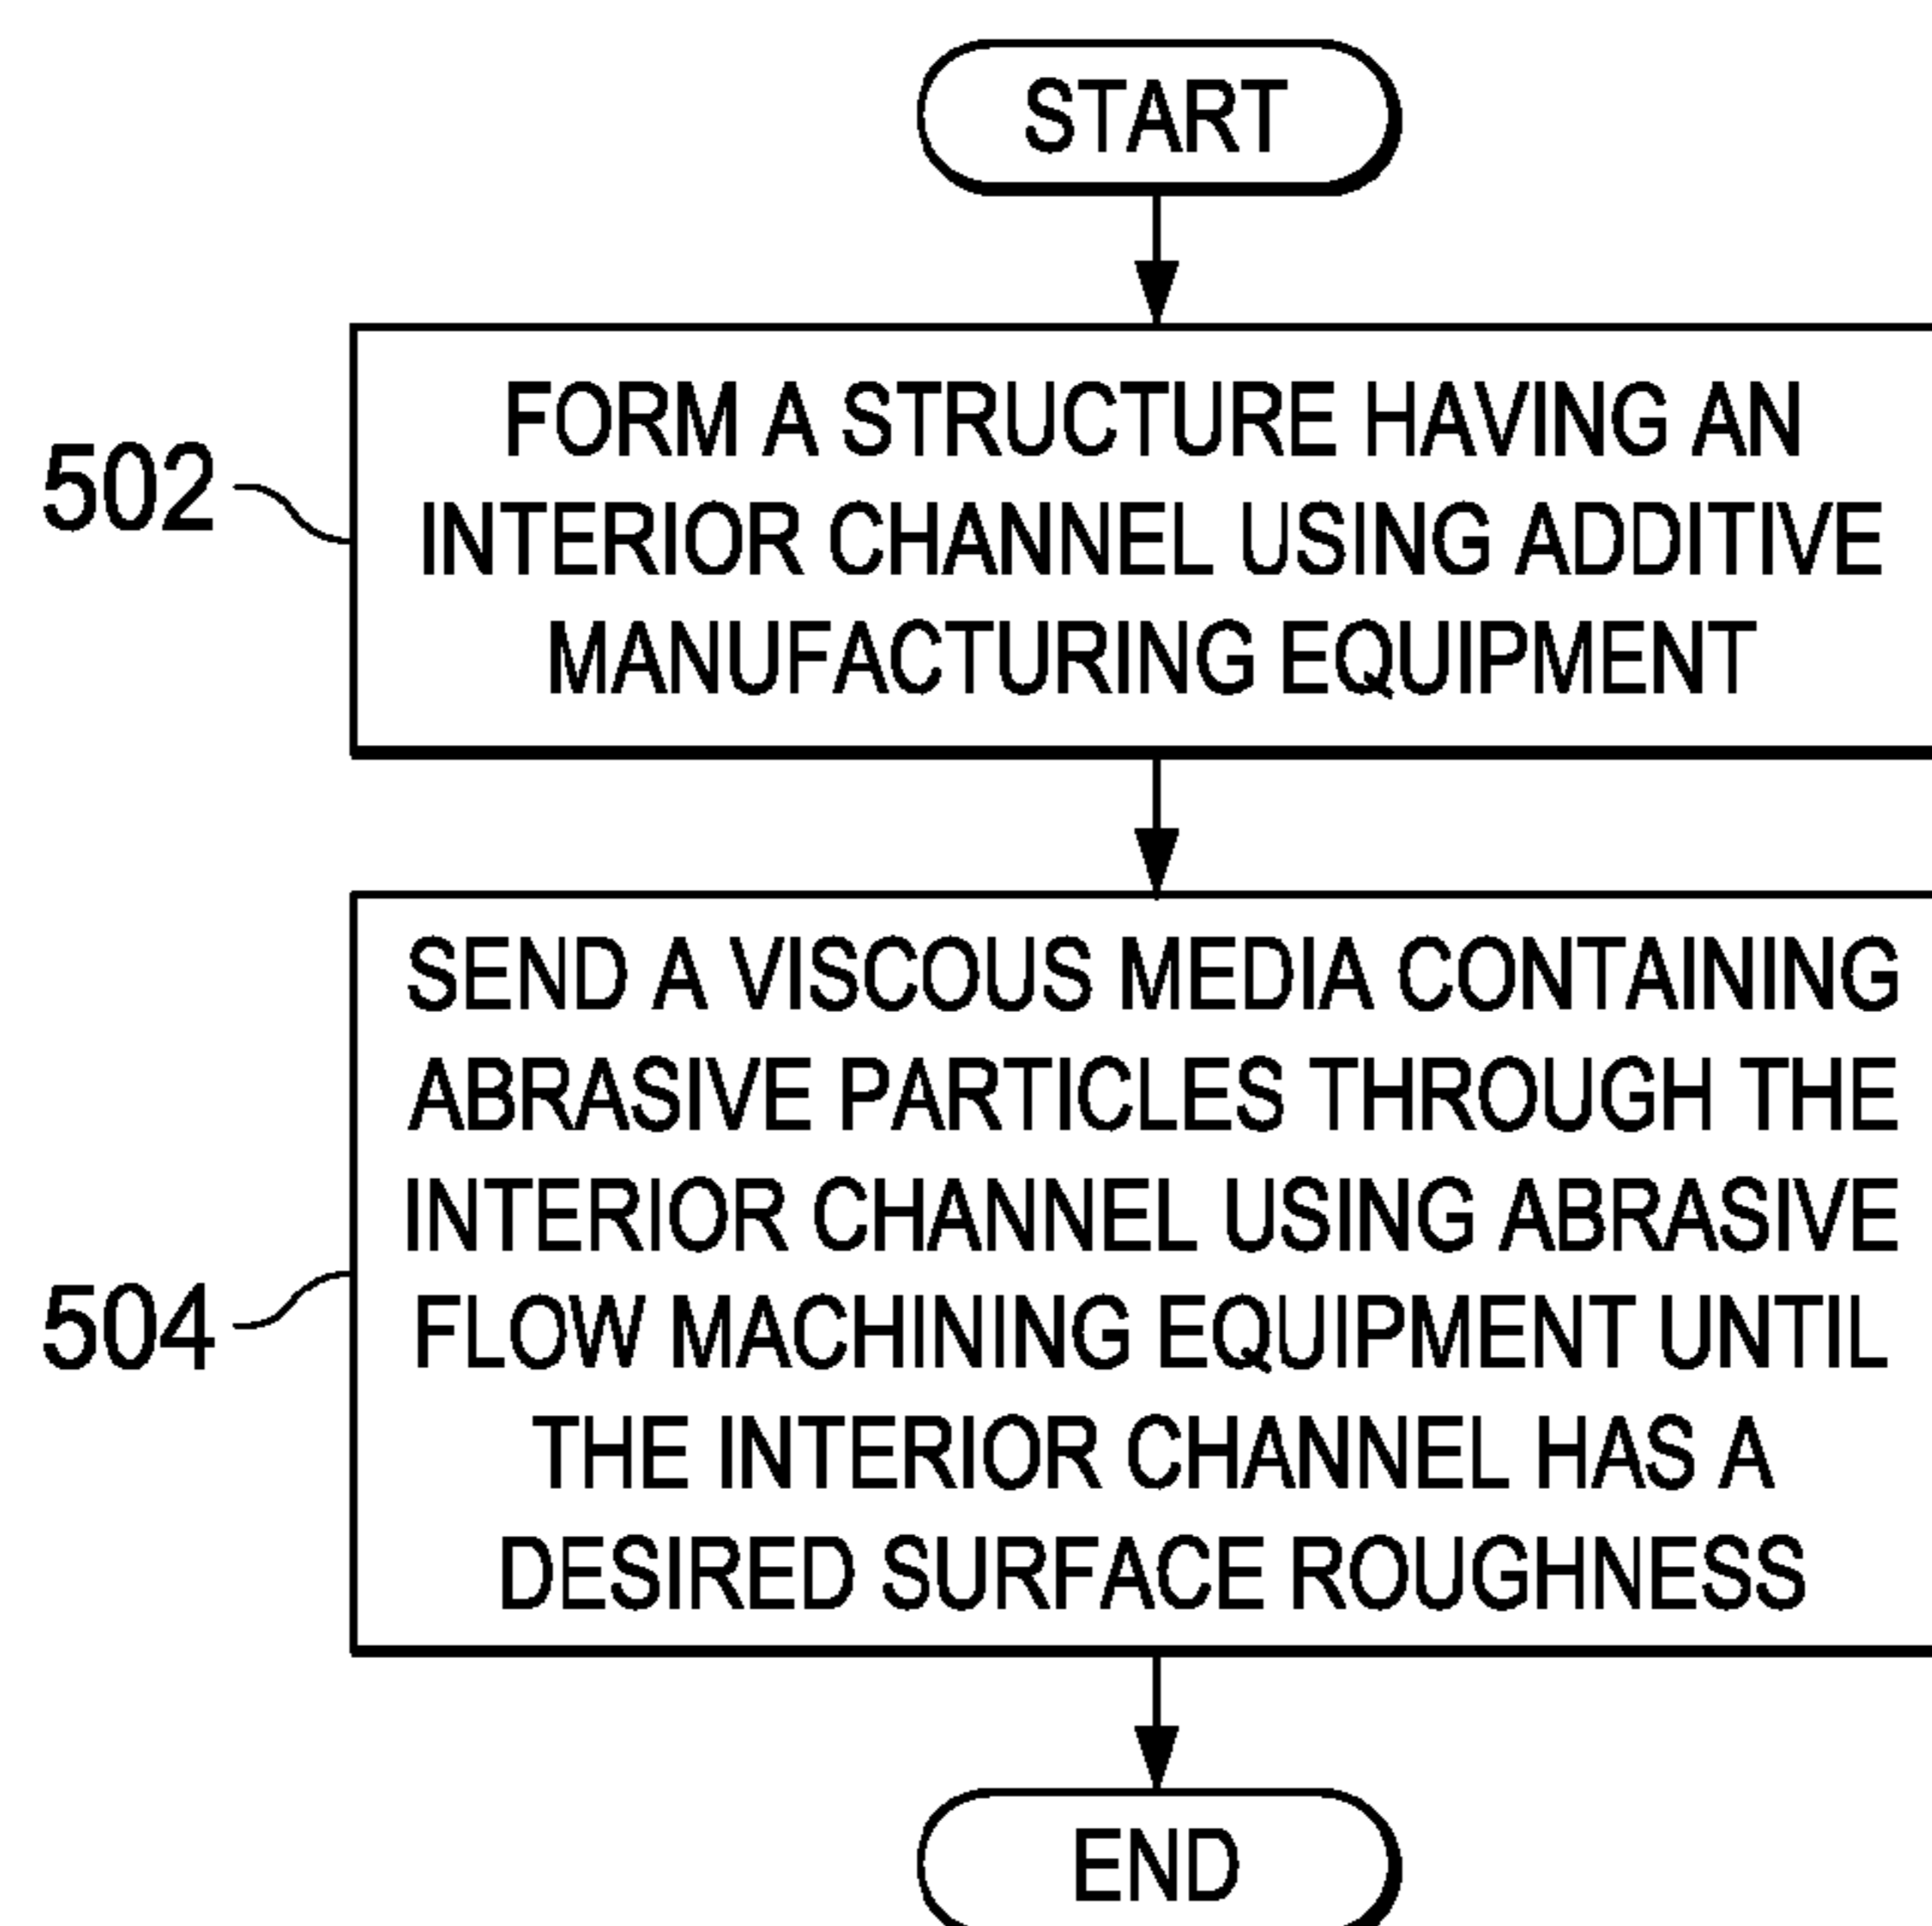 START
502
FORM A STRUCTURE HAVING AN
INTERIOR CHANNEL USING ADDITIVE
MANUFACTURING EQUIPMENT
504
SEND A VISCOUS MEDIA CONTAINING
ABRASIVE PARTICLES THROUGH THE
INTERIOR CHANNEL USING ABRASIVE
FLOW MACHINING EQUIPMENT UNTIL
THE INTERIOR CHANNEL HAS A
DESIRED SURFACE ROUGHNESS
END